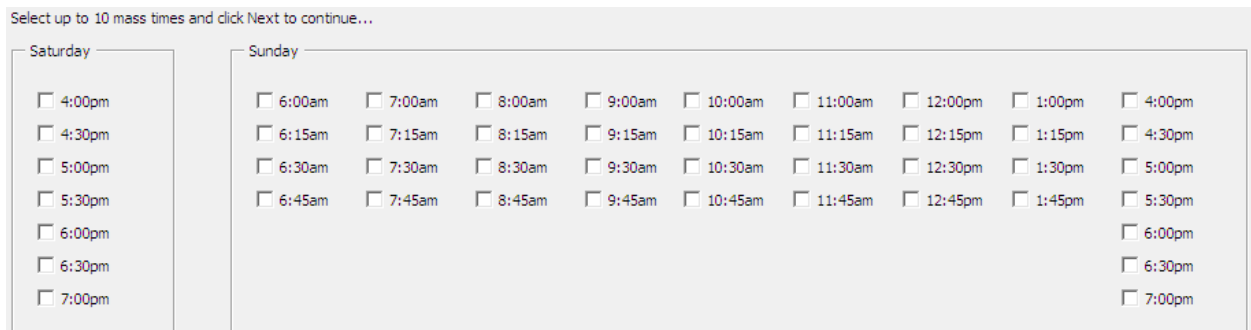 Select up to 10 mass times and click Next to continue...
Saturday Sunday
4:00pm 6:00am 7:00am 8:00am 9:00am 10:00am 11:00am 12:00pm 1:00pm 4:00pm
4:30pm 6:15am 7:15am 8:15am 9:15am 10:15am 11:15am 12:15pm 1:15pm 4:30pm
5:00pm 6:30am 7:30am 8:30am 9:30am 10:30am 11:30am 12:30pm 1:30pm 5:00pm
5:30pm 6:45am 7:45am 8:45am 9:45am 10:45am 11:45am 12:45pm 1:45pm 5:30pm
6:00pm 6:00pm
6:30pm 6:30pm
7:00pm 7:00pm